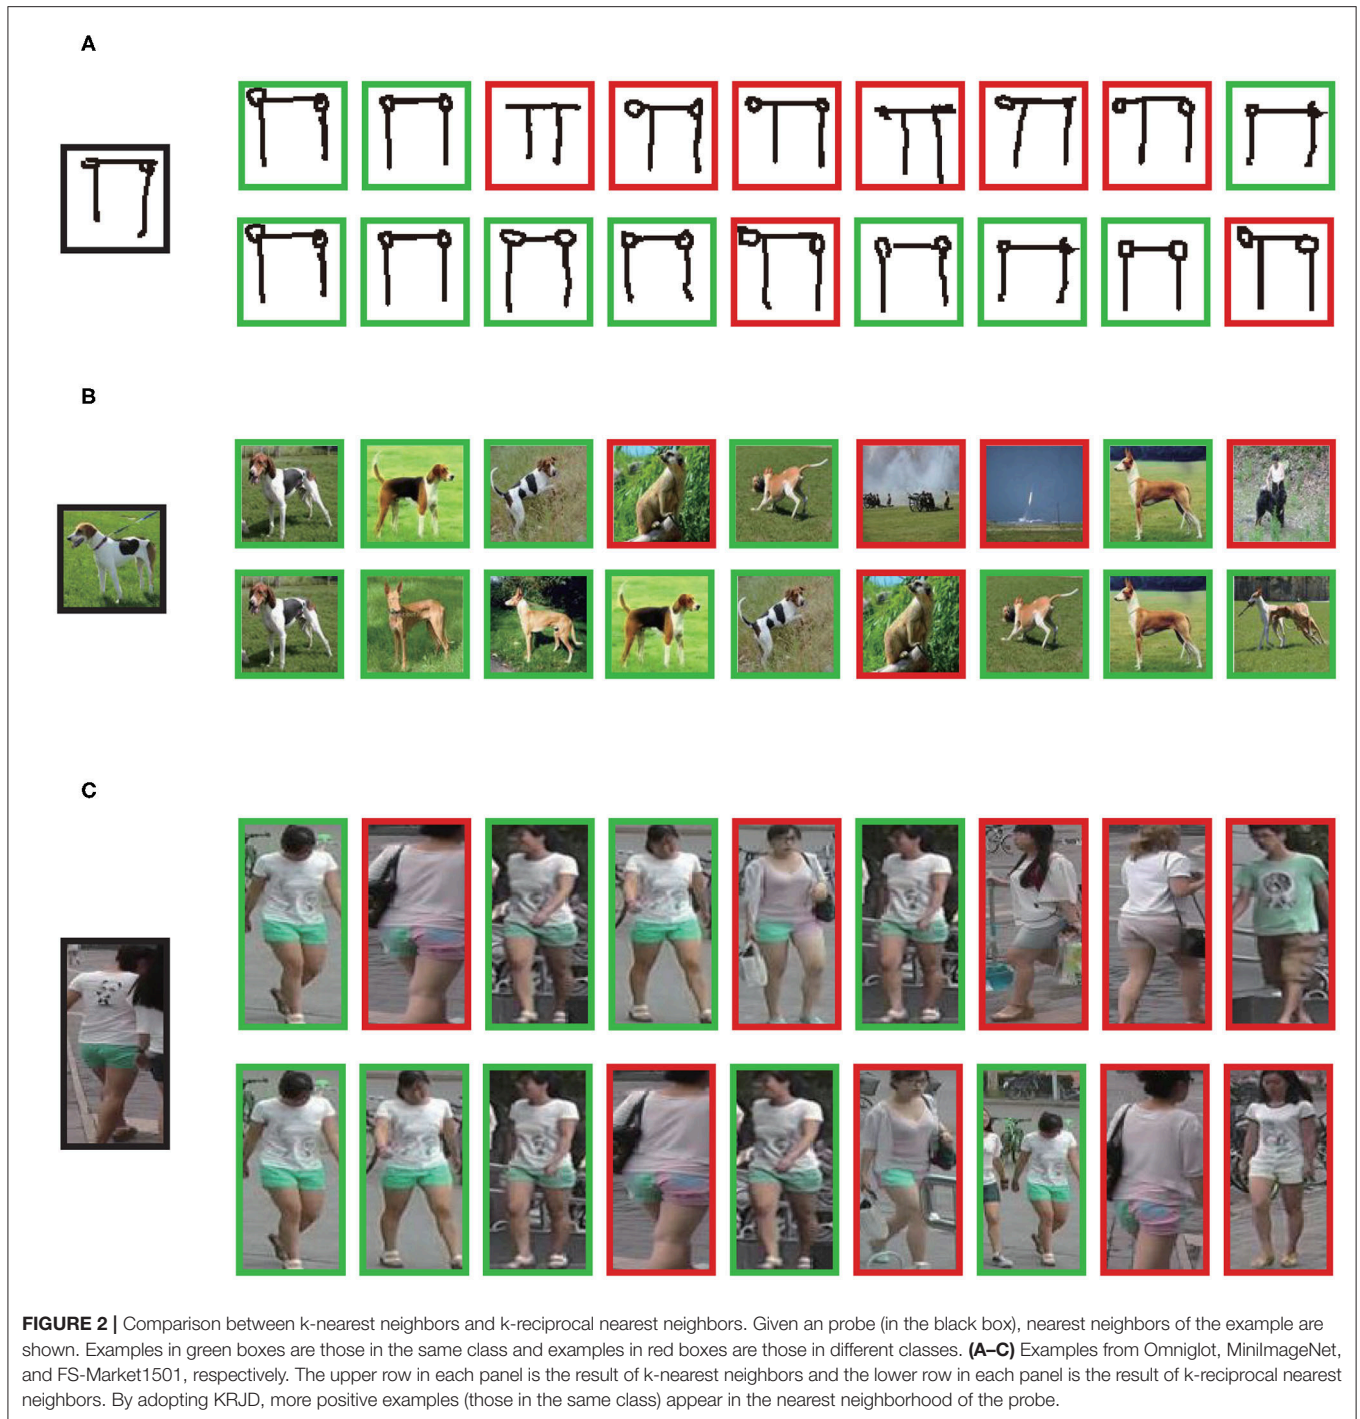 A
B
C
FIGURE 2 | Comparison between k-nearest neighbors and k-reciprocal nearest neighbors. Given an probe (in the black box), nearest neighbors of the example are
shown. Examples in green boxes are those in the same class and examples in red boxes are those in different classes. (A–C) Examples from Omniglot, MiniImageNet,
and FS-Market1501, respectively. The upper row in each panel is the result of k-nearest neighbors and the lower row in each panel is the result of k-reciprocal nearest
neighbors. By adopting KRJD, more positive examples (those in the same class) appear in the nearest neighborhood of the probe.